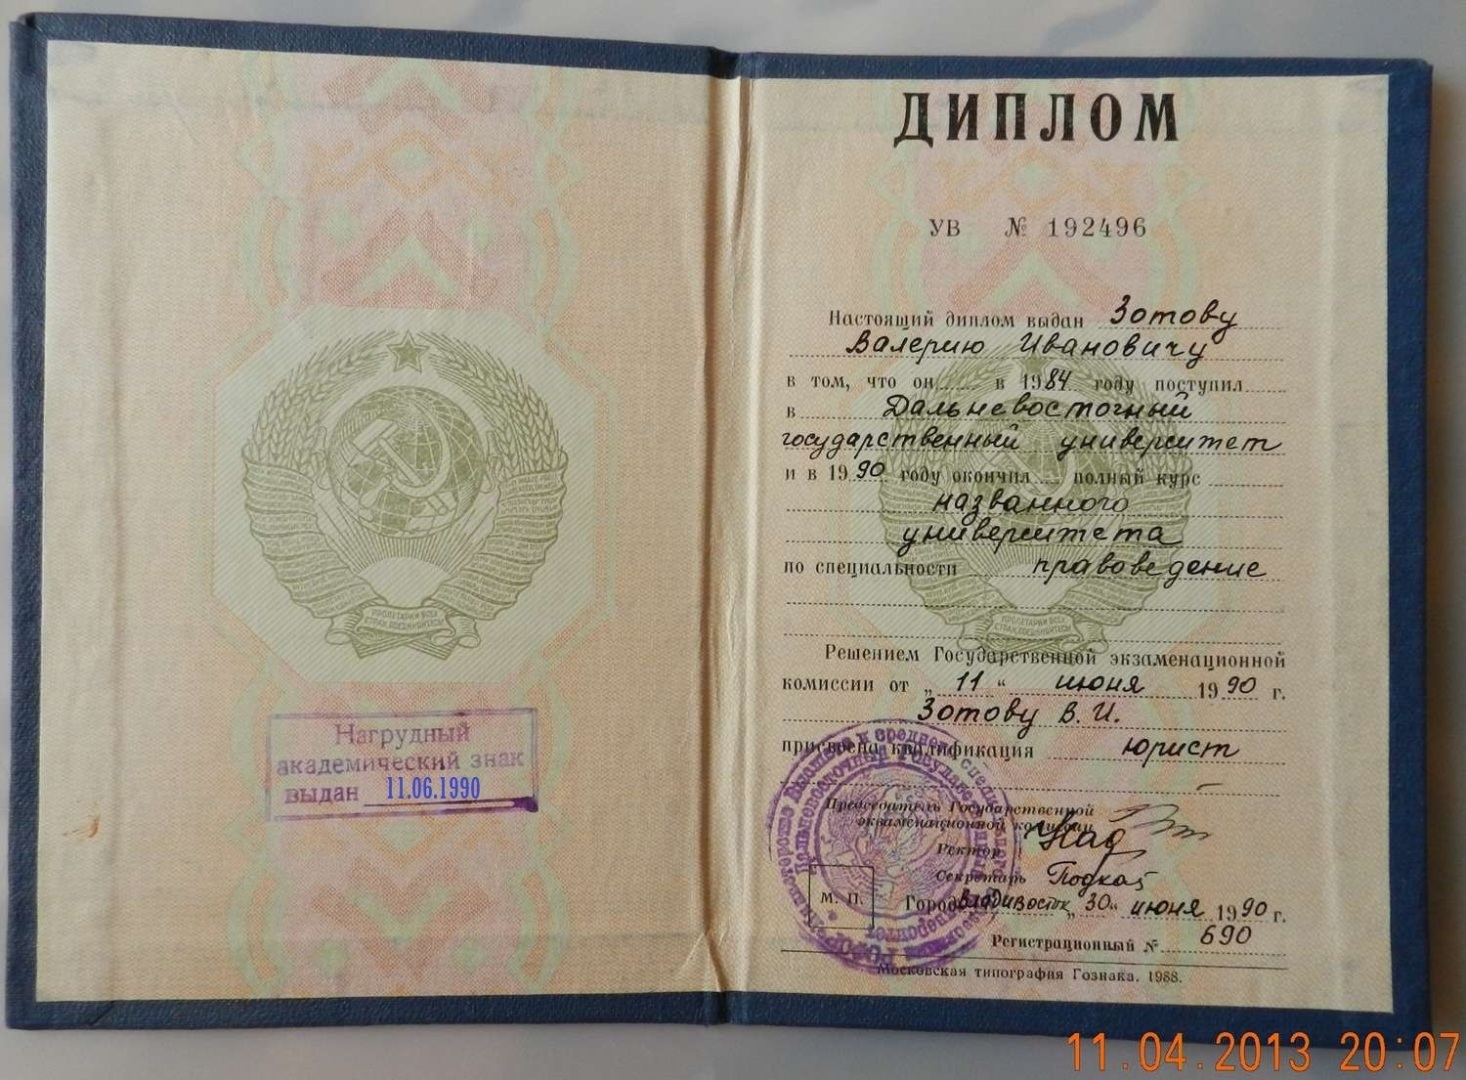 Нагрудный
академический знак
выдан 11.06.1990
ДИПЛОМ
УВ № 192496
Настоящий диплом выдан Зотову
Валерию Ивановичу
в том, что он в 1984 году поступил
в Дальневосточный
государственный университет
и в 1990 году окончил полный курс
названного
университета
по специальности правоведение
Решением Государственной экзаменационной
комиссии от „11“ июня 1990 г.
Зотову В. И.
присвоена квалификация юрист
Председатель Государственной
экзаменационной комиссии
Ректор
Секретарь
М. П.
Город Владивосток „30“ июня 1990 г.
Регистрационный № 690
Московская типография Гознака. 1988.
11.04.2013 20:07